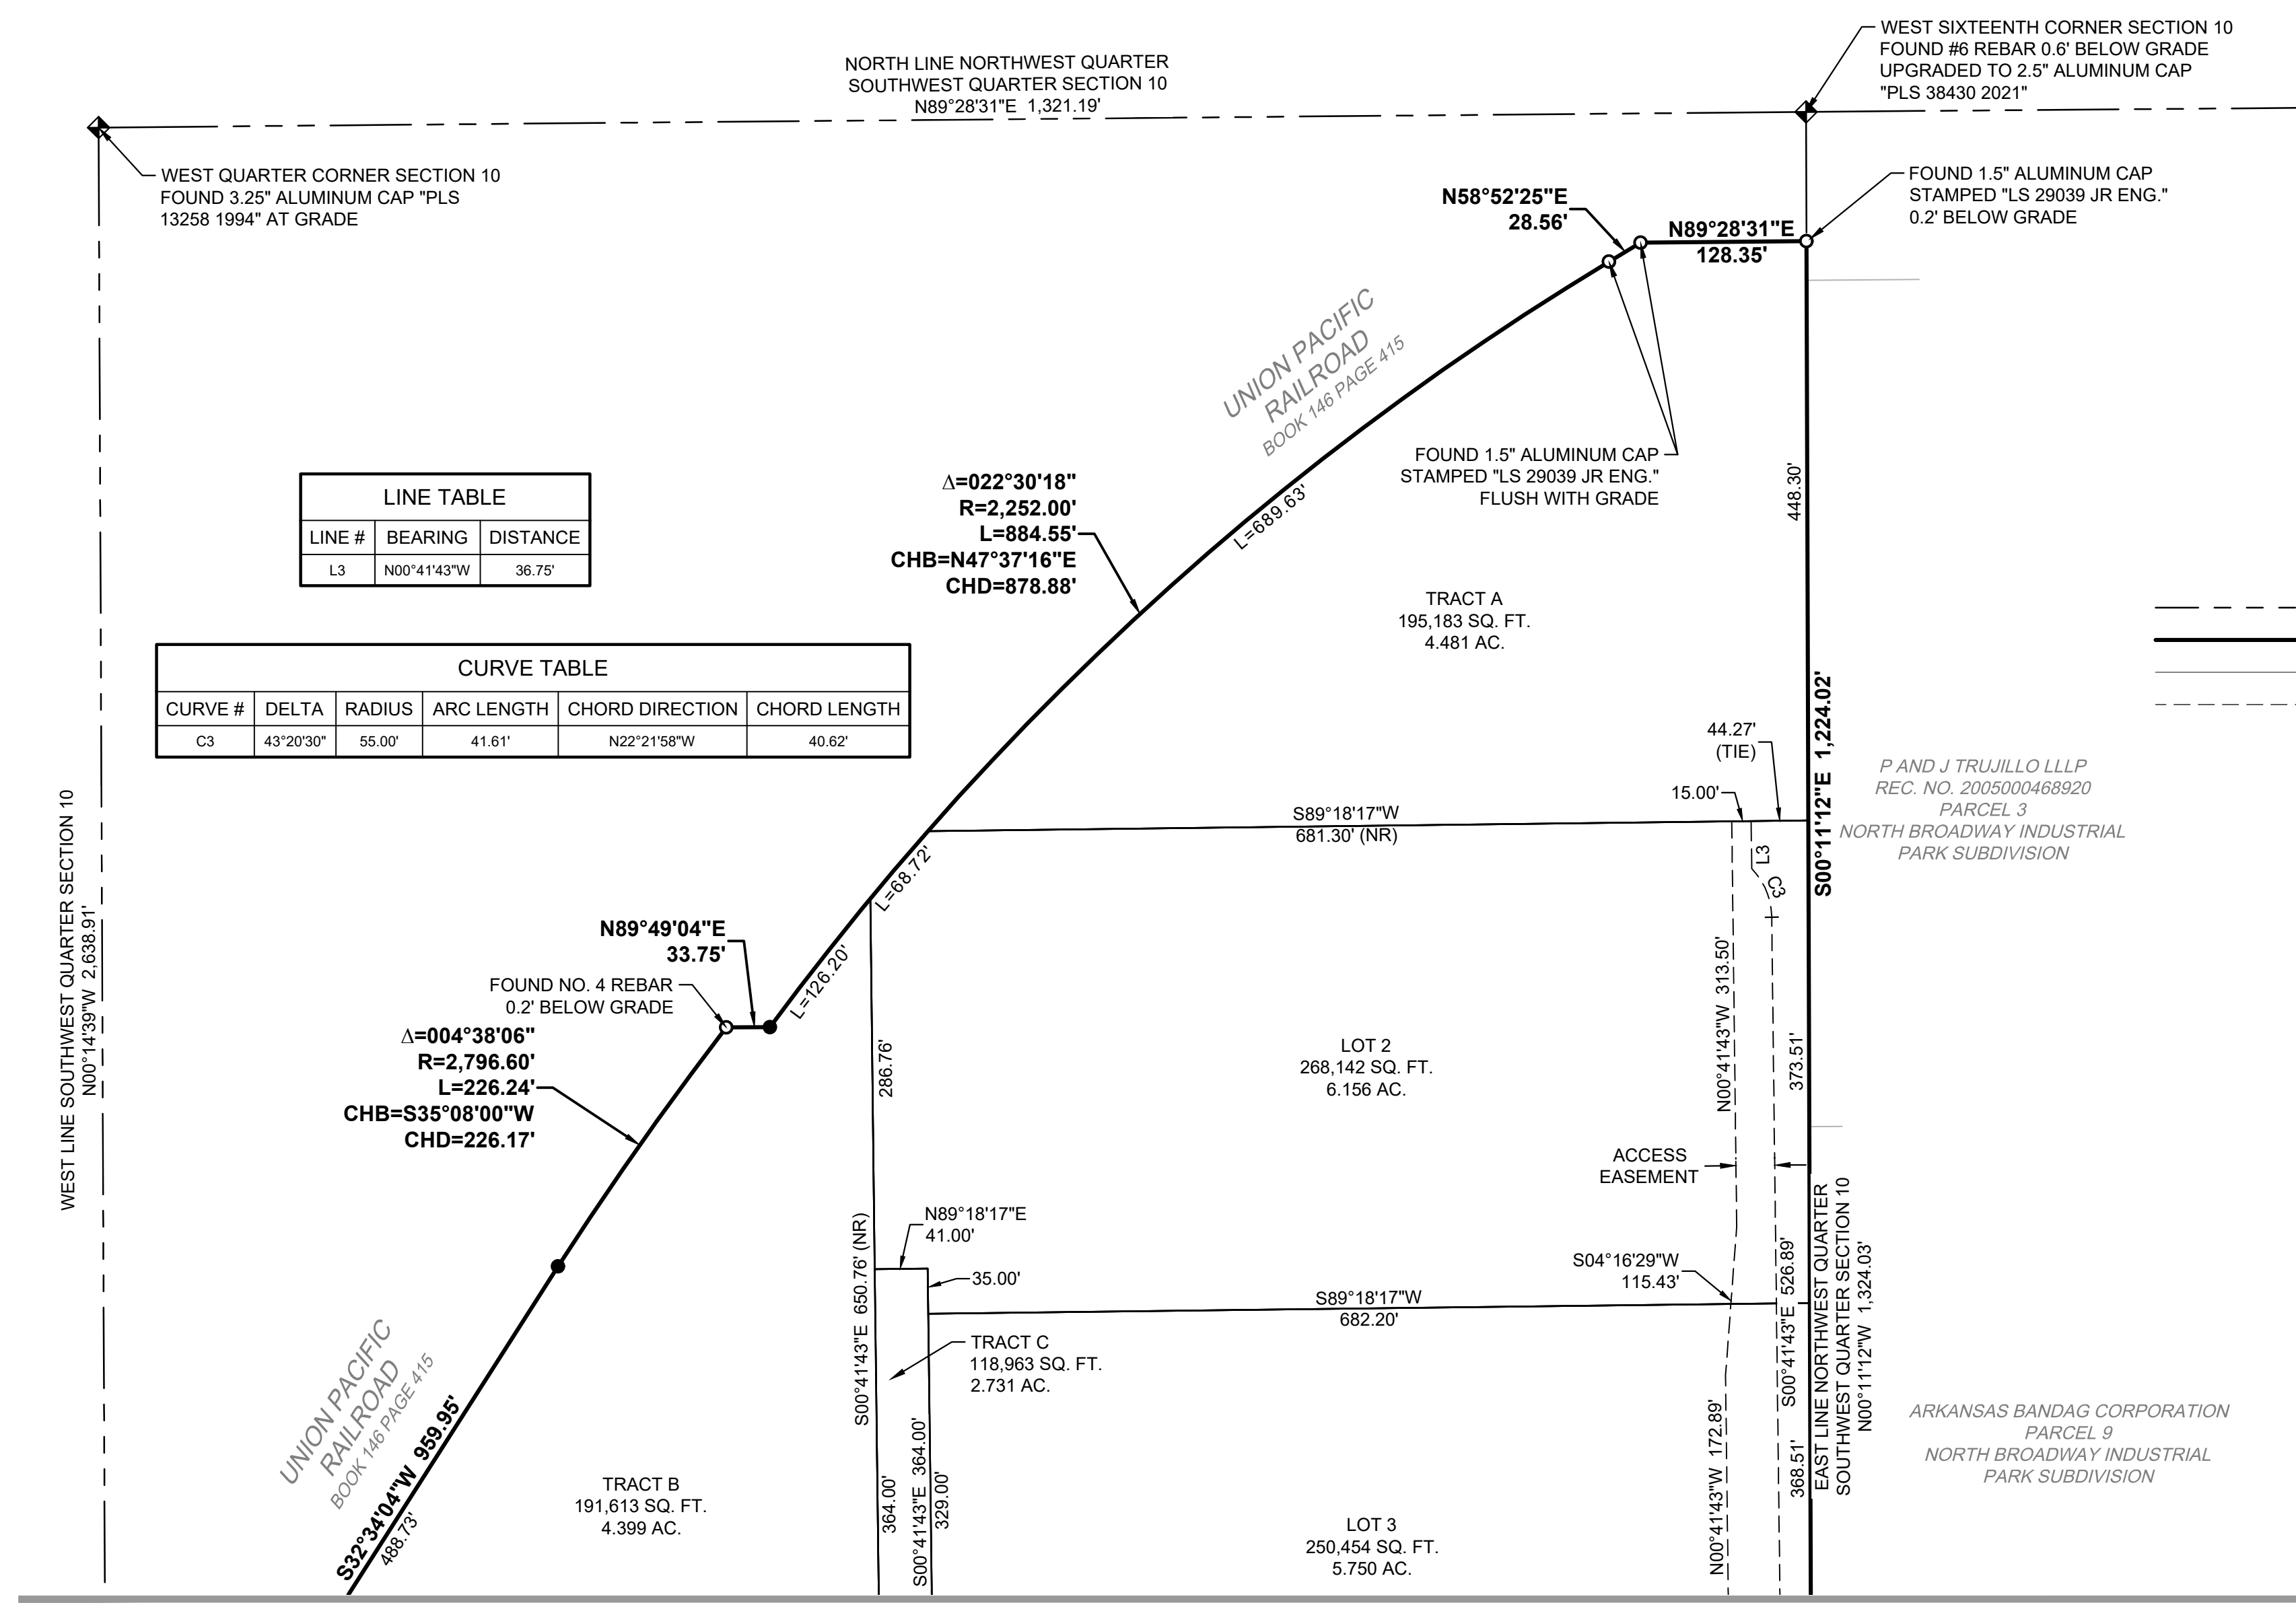 WEST SIXTEENTH CORNER SECTION 10
FOUND #6 REBAR 0.6' BELOW GRADE
UPGRADED TO 2.5" ALUMINUM CAP
"PLS 38430 2021"
NORTH LINE NORTHWEST QUARTER
SOUTHWEST QUARTER SECTION 10
N89°28'31"E 1,321.19'
WEST QUARTER CORNER SECTION 10
FOUND 3.25" ALUMINUM CAP "PLS
13258 1994" AT GRADE
FOUND 1.5" ALUMINUM CAP
STAMPED "LS 29039 JR ENG."
0.2' BELOW GRADE
N58°52'25"E
28.56'
N89°28'31"E
128.35'
UNION PACIFIC
RAILROAD
BOOK 146 PAGE 415
FOUND 1.5" ALUMINUM CAP
STAMPED "LS 29039 JR ENG."
FLUSH WITH GRADE
448.30'
L=689.63'
Δ=022°30'18"
R=2,252.00'
L=884.55'
CHB=N47°37'16"E
CHD=878.88'
LINE TABLE
LINE # BEARING DISTANCE
L3 N00°41'43"W 36.75'
TRACT A
195,183 SQ. FT.
4.481 AC.
CURVE TABLE
CURVE # DELTA RADIUS ARC LENGTH CHORD DIRECTION CHORD LENGTH
C3 43°20'30" 55.00' 41.61' N22°21'58"W 40.62'
S00°11'12"E 1,224.02'
44.27'
(TIE)
15.00'
P AND J TRUJILLO LLLP
REC. NO. 2005000468920
PARCEL 3
NORTH BROADWAY INDUSTRIAL
PARK SUBDIVISION
S89°18'17"W
681.30' (NR)
L3
C3
L=68.72'
WEST LINE SOUTHWEST QUARTER SECTION 10
N00°14'39"W 2,638.91'
N89°49'04"E
33.75'
FOUND NO. 4 REBAR
0.2' BELOW GRADE
L=126.20'
Δ=004°38'06"
R=2,796.60'
L=226.24'
CHB=S35°08'00"W
CHD=226.17'
286.76'
LOT 2
268,142 SQ. FT.
6.156 AC.
N00°41'43"W 313.50'
373.51'
ACCESS
EASEMENT
N89°18'17"E
41.00'
35.00'
S00°41'43"E 650.76' (NR)
S04°16'29"W
115.43'
S89°18'17"W
682.20'
S00°41'43"E 526.89'
EAST LINE NORTHWEST QUARTER
SOUTHWEST QUARTER SECTION 10
N00°11'12"W 1,324.03'
TRACT C
118,963 SQ. FT.
2.731 AC.
UNION PACIFIC
RAILROAD
BOOK 146 PAGE 415
S32°34'04"W 959.95'
488.73'
TRACT B
191,613 SQ. FT.
4.399 AC.
364.00'
S00°41'43"E 364.00'
329.00'
LOT 3
250,454 SQ. FT.
5.750 AC.
N00°41'43"W 172.89'
368.51'
ARKANSAS BANDAG CORPORATION
PARCEL 9
NORTH BROADWAY INDUSTRIAL
PARK SUBDIVISION